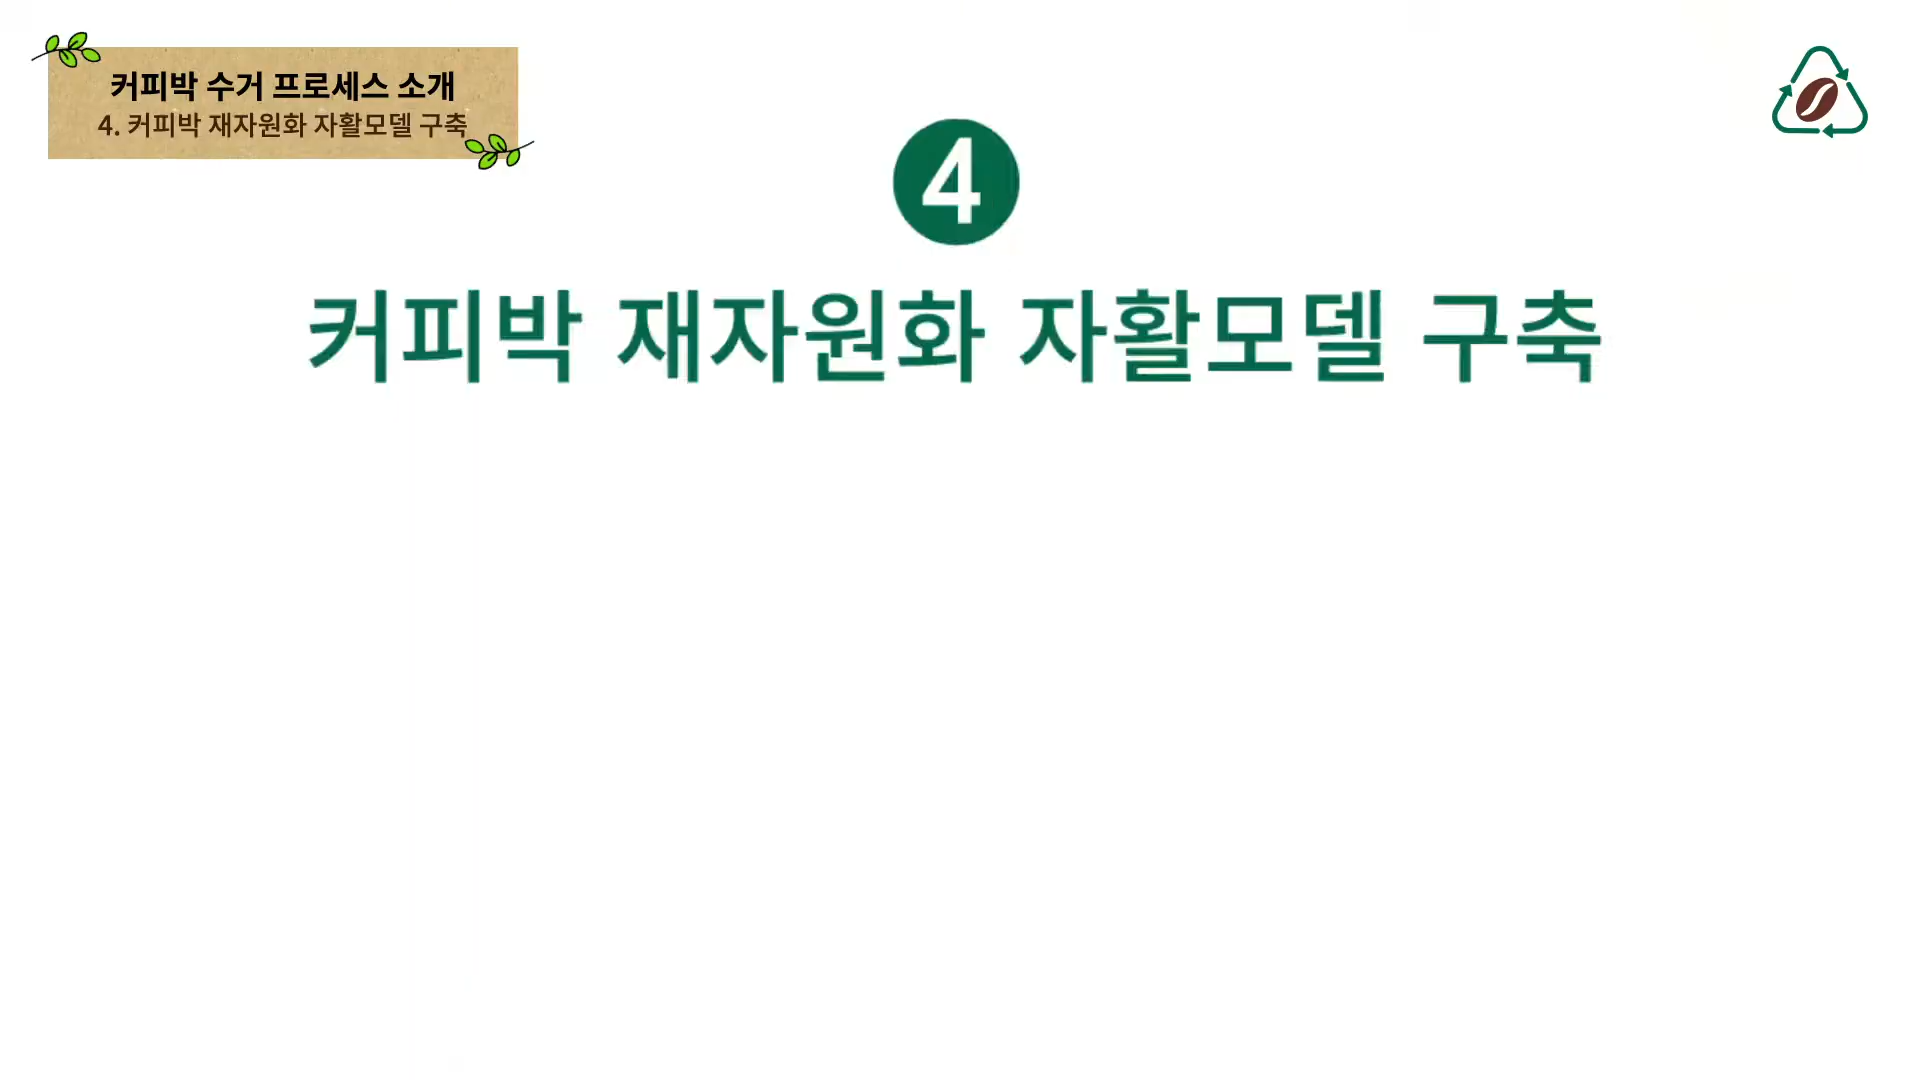 커피박 수거 프로세스 소개
4. 커피박 재자원화 자활모델 구축
4
커피박 재자원화 자활모델 구축